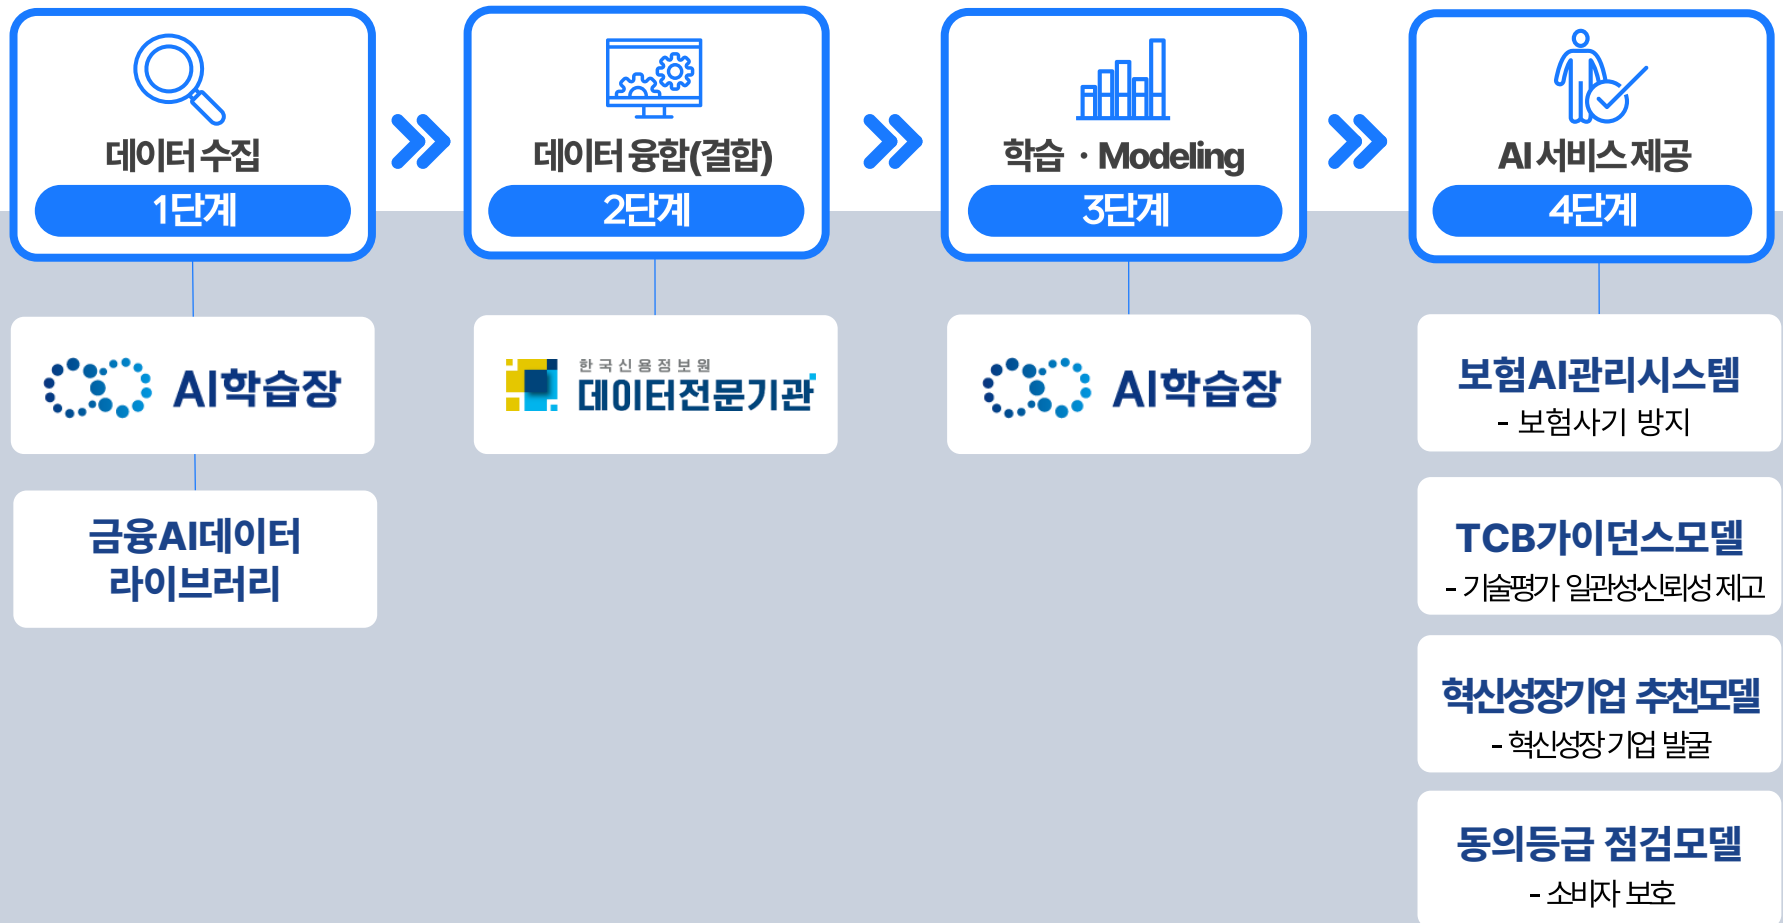 데이터 수집
1단계
데이터 융합(결합)
2단계
학습 · Modeling
3단계
AI 서비스 제공
4단계
AI학습장
금융AI데이터
라이브러리
한국신용정보원
데이터전문기관
AI학습장
보험AI관리시스템
- 보험사기 방지
TCB가이던스모델
- 기술평가 일관성·신뢰성 제고
혁신성장기업 추천모델
- 혁신성장 기업 발굴
동의등급 점검모델
- 소비자 보호